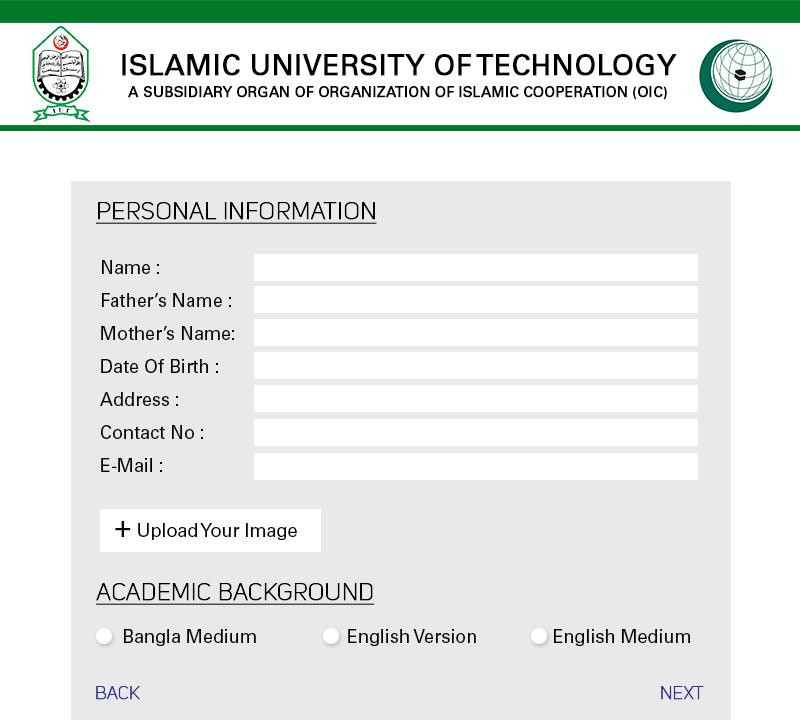 ISLAMIC UNIVERSITY OF TECHNOLOGY
A SUBSIDIARY ORGAN OF ORGANIZATION OF ISLAMIC COOPERATION (OIC)
IUT
PERSONAL INFORMATION
Name :
Father's Name :
Mother's Name:
Date Of Birth :
Address :
Contact No :
E-Mail :
+ Upload Your Image
ACADEMIC BACKGROUND
Bangla Medium English Version English Medium
BACK NEXT